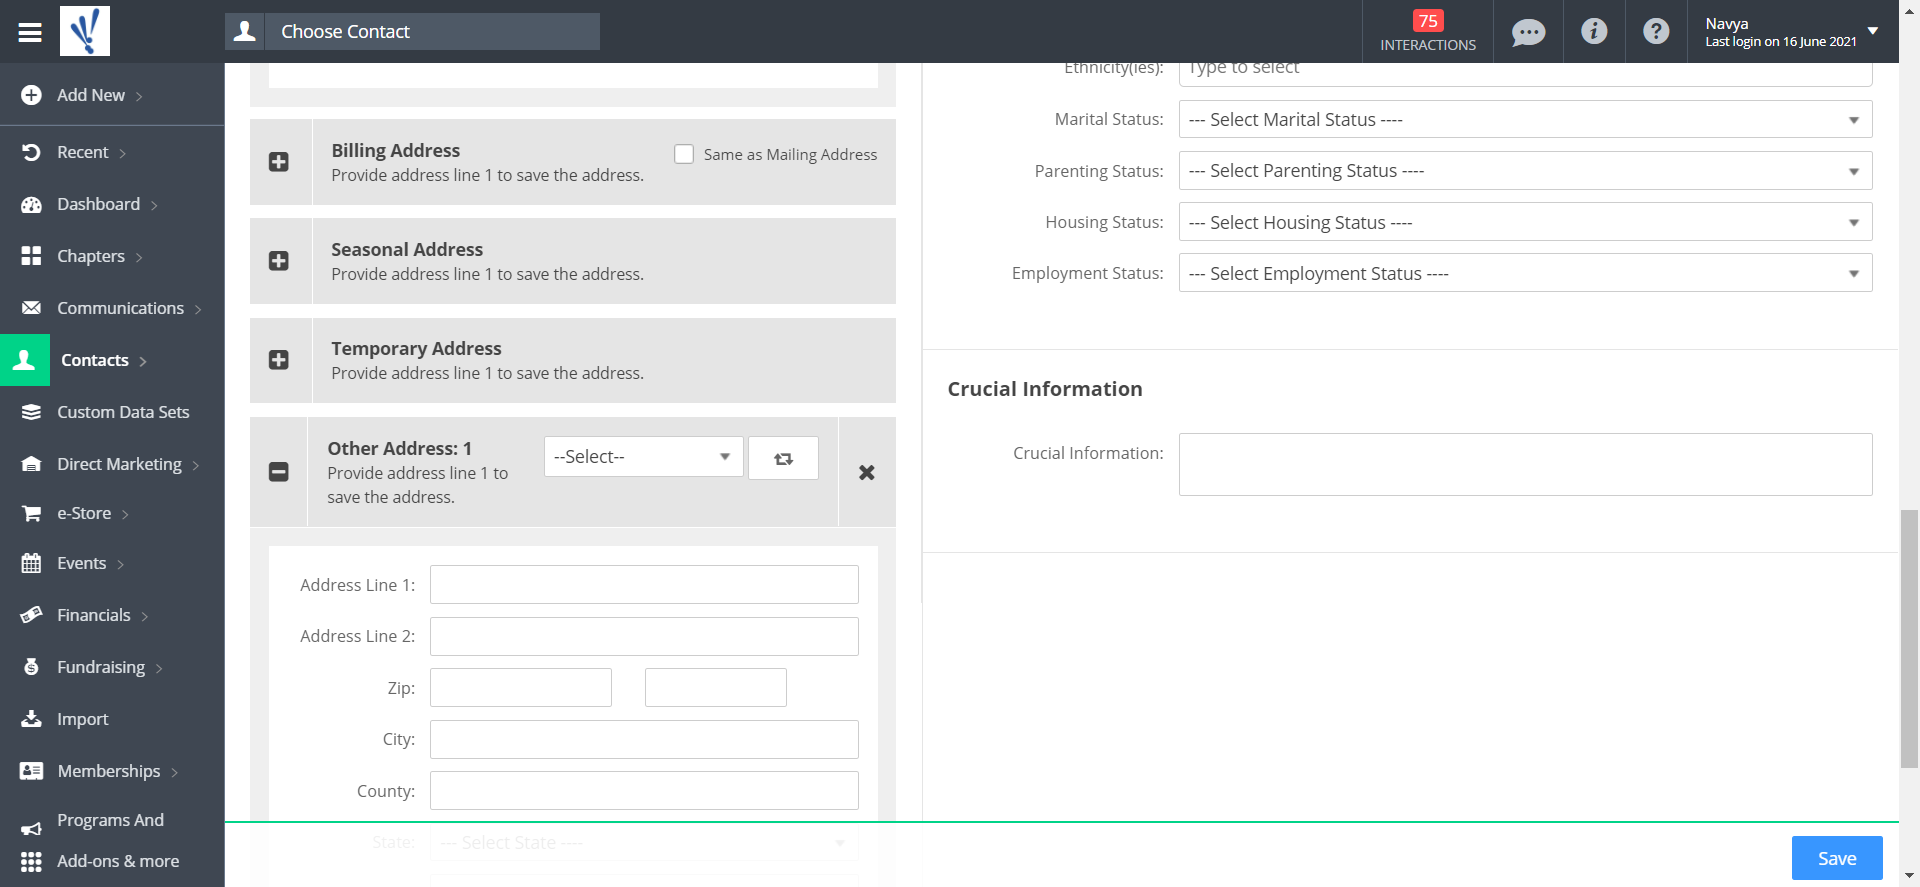 Choose Contact
75
INTERACTIONS
Navya
Last login on 16 June 2021
Add New
Recent
Dashboard
Chapters
Communications
Contacts
Custom Data Sets
Direct Marketing
e-Store
Events
Financials
Fundraising
Import
Memberships
Programs And
Add-ons & more
Billing Address
Provide address line 1 to save the address.
Same as Mailing Address
Seasonal Address
Provide address line 1 to save the address.
Temporary Address
Provide address line 1 to save the address.
Other Address: 1
Provide address line 1 to
save the address.
--Select--
Address Line 1:
Address Line 2:
Zip:
City:
County:
State:
--- Select State ----
Ethnicity(ies):
Type to select
Marital Status:
--- Select Marital Status ----
Parenting Status:
--- Select Parenting Status ----
Housing Status:
--- Select Housing Status ----
Employment Status:
--- Select Employment Status ----
Crucial Information
Crucial Information:
Save